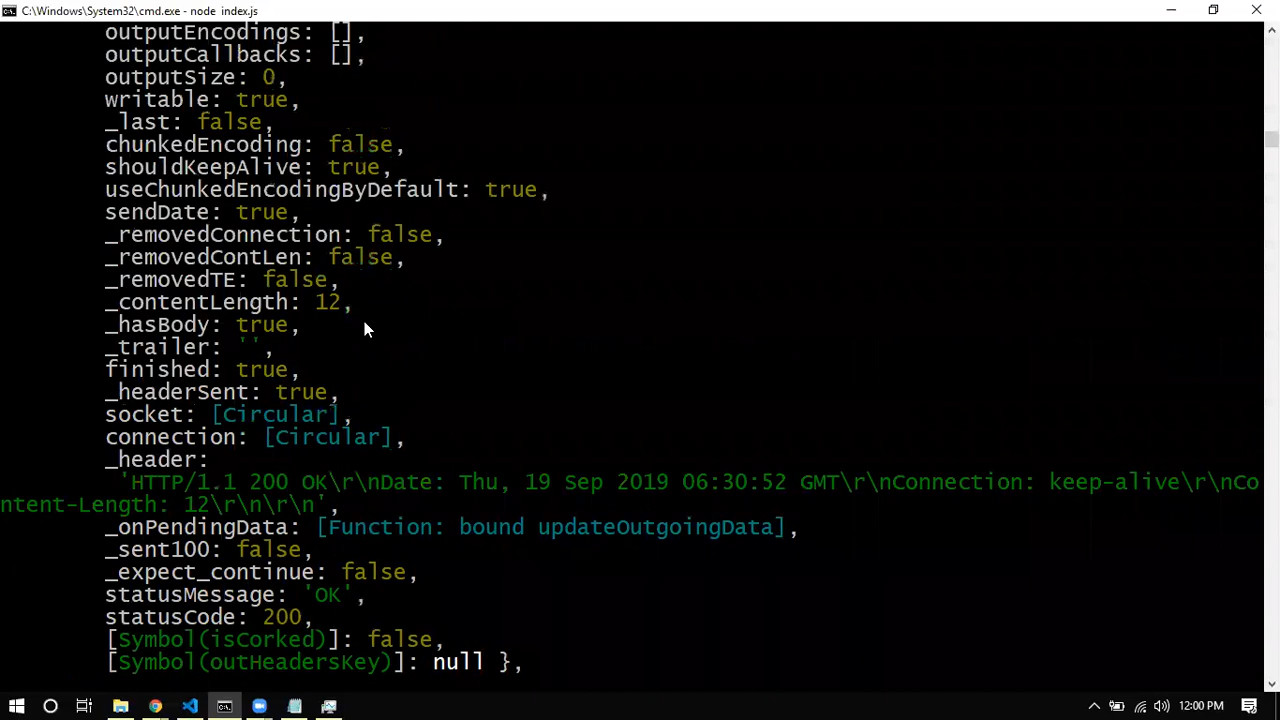 C:\Windows\System32\cmd.exe - node index.js
outputEncodings: [],
outputCallbacks: [],
outputSize: 0,
writable: true,
_last: false,
chunkedEncoding: false,
shouldKeepAlive: true,
useChunkedEncodingByDefault: true,
sendDate: true,
_removedConnection: false,
_removedContLen: false,
_removedTE: false,
_contentLength: 12,
_hasBody: true,
_trailer: '',
finished: true,
_headerSent: true,
socket: [Circular],
connection: [Circular],
_header:
'HTTP/1.1 200 OK\r\nDate: Thu, 19 Sep 2019 06:30:52 GMT\r\nConnection: keep-alive\r\nCo
ntent-Length: 12\r\n\r\n',
_onPendingData: [Function: bound updateOutgoingData],
_sent100: false,
_expect_continue: false,
statusMessage: 'OK',
statusCode: 200,
[Symbol(isCorked)]: false,
[Symbol(outHeadersKey)]: null },
12:00 PM